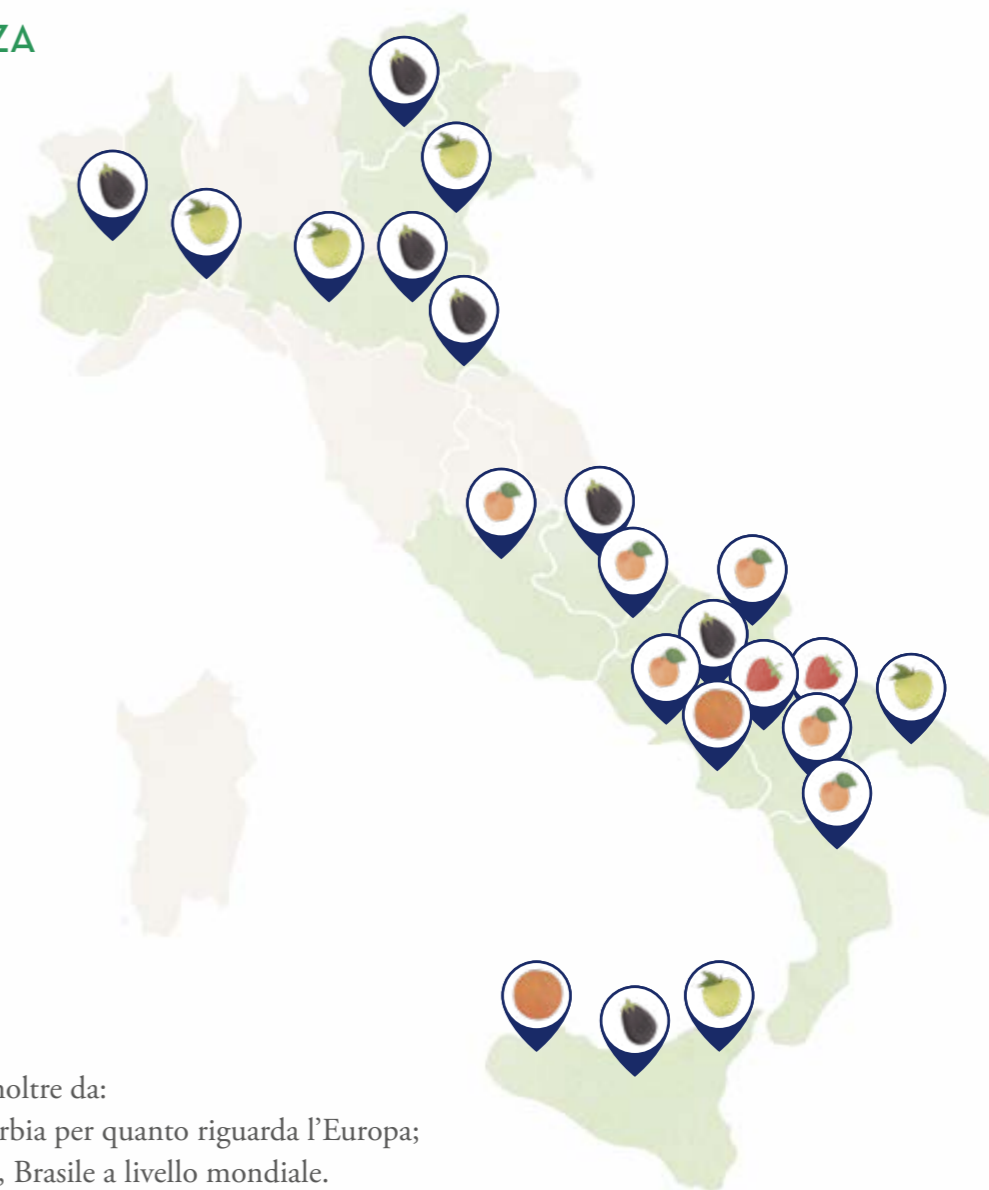 ZA
noltre da:
rbia per quanto riguarda l’Europa;
, Brasile a livello mondiale.